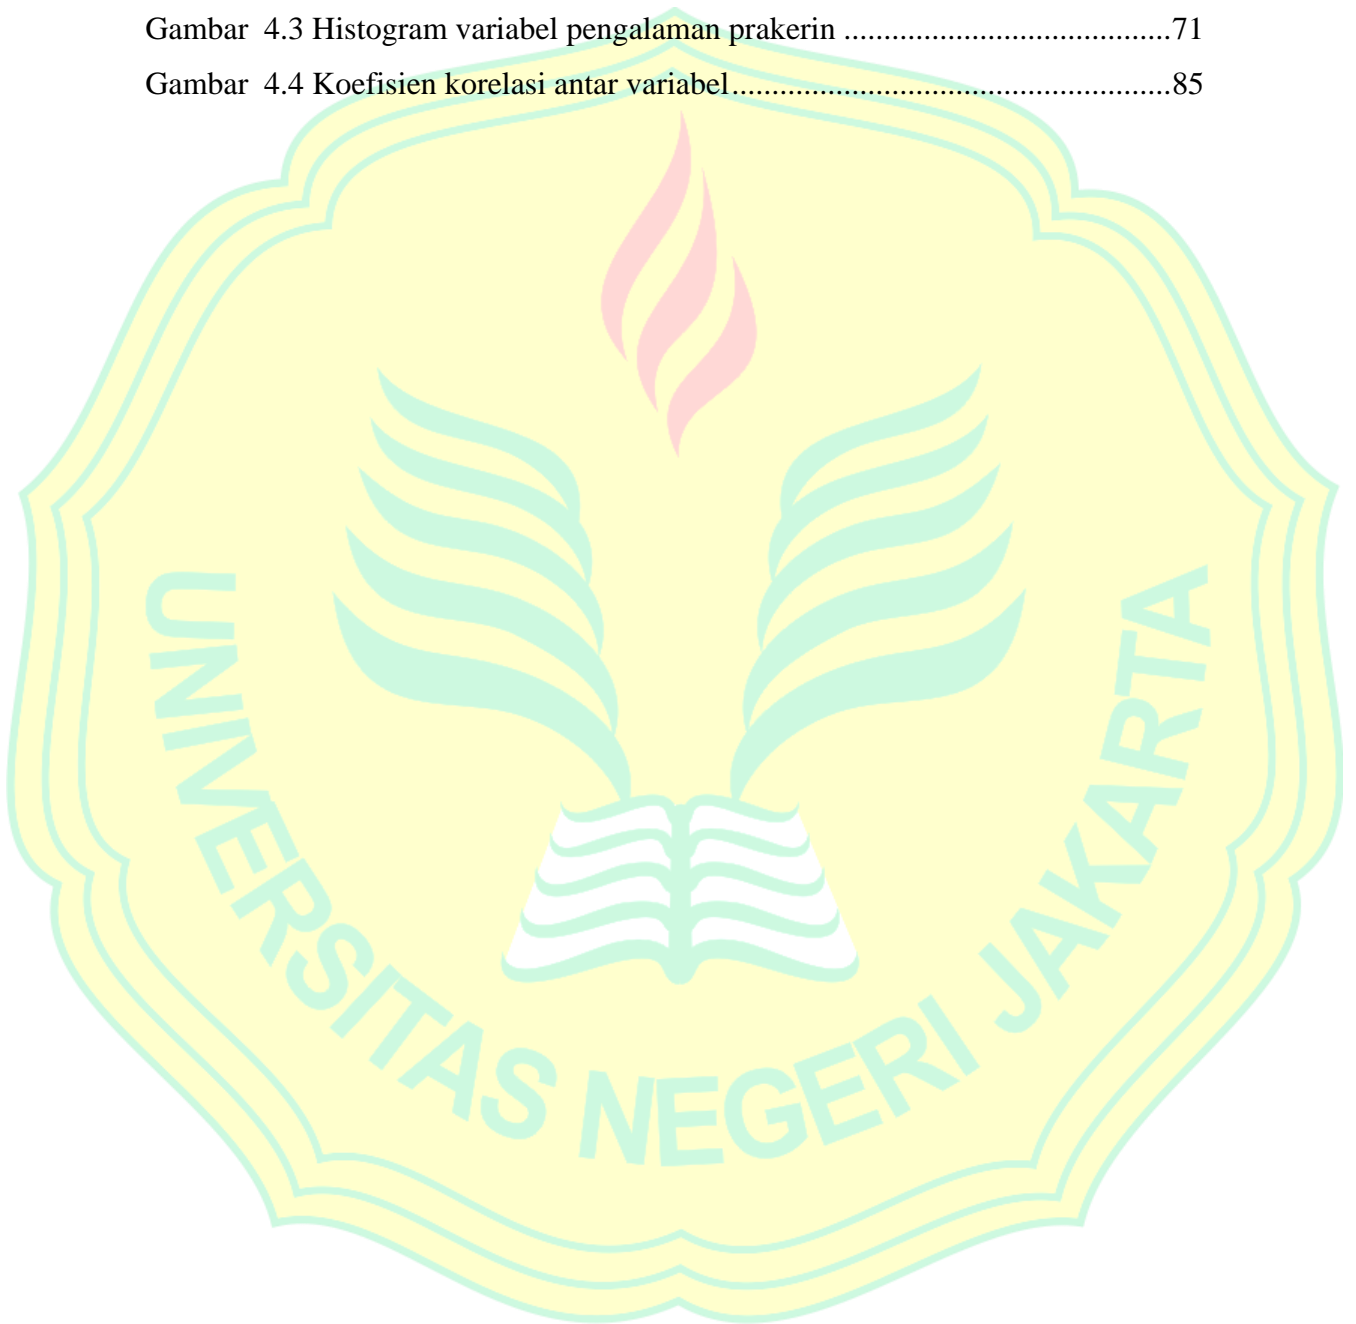 Gambar  4.3 Histogram variabel pengalaman prakerin .........................................71
Gambar  4.4 Koefisien korelasi antar variabel.......................................................85
UNIVERSITAS NEGERI JAKARTA